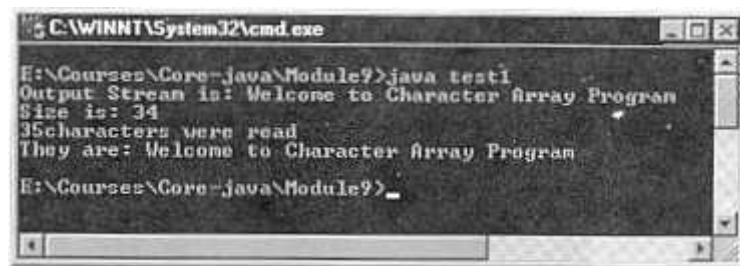 C:\WINNT\System32\cmd.exe
E:\Courses\Core-java\Module9>java test1
Output Stream is: Welcome to Character Array Program
Size is: 34
35characters were read
They are: Welcome to Character Array Program
E:\Courses\Core-java\Module9>_